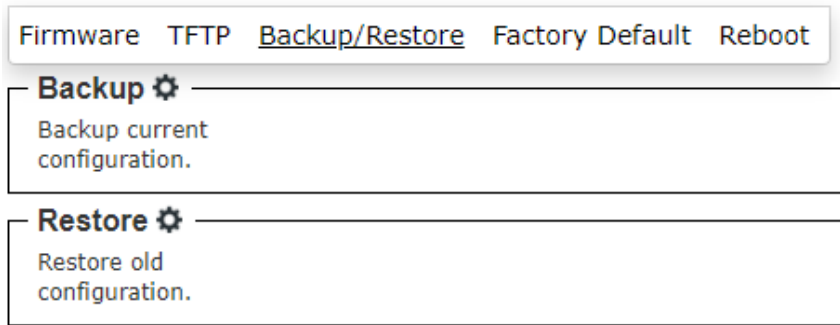 Firmware TFTP Backup/Restore Factory Default Reboot
Backup
Backup current
configuration.
Restore
Restore old
configuration.